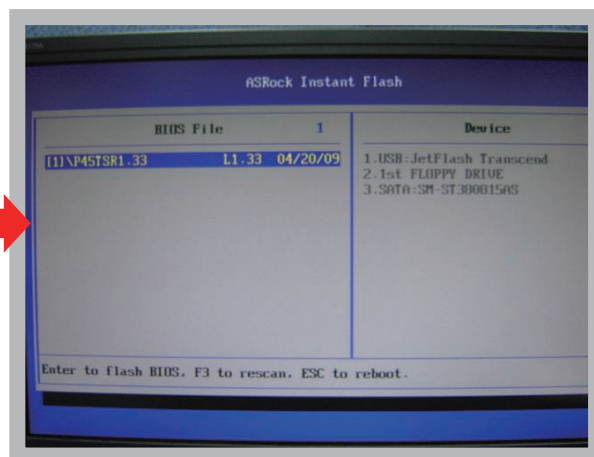 ASRock Instant Flash
BIOS File 1
[1]\P45TSR1.33 L1.33 04/20/09
Device
1.USB:JetFlash Transcend
2.1st FLOPPY DRIVE
3.SATA:SM-ST380815AS
Enter to flash BIOS, F3 to rescan, ESC to reboot.